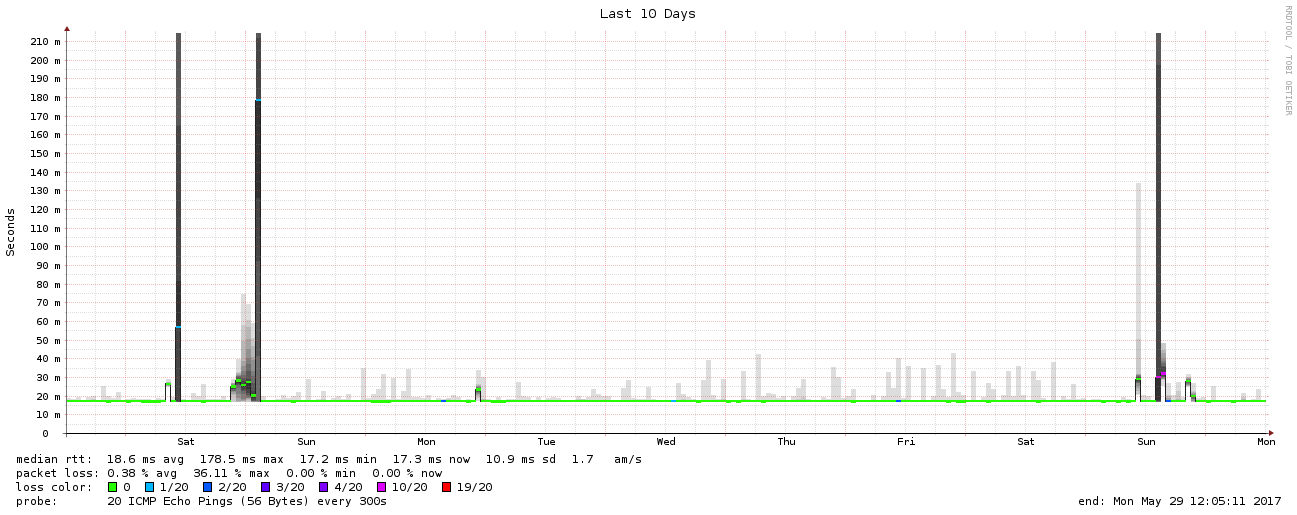 Last 10 Days
RRDTOOL / TOBI OETIKER
Seconds
210 m
200 m
190 m
180 m
170 m
160 m
150 m
140 m
130 m
120 m
110 m
100 m
90 m
80 m
70 m
60 m
50 m
40 m
30 m
20 m
10 m
0
Sat Sun Mon Tue Wed Thu Fri Sat Sun Mon
median rtt: 18.6 ms avg 178.5 ms max 17.2 ms min 17.3 ms now 10.9 ms sd 1.7 am/s
packet loss: 0.38 % avg 36.11 % max 0.00 % min 0.00 % now
loss color: 0 1/20 2/20 3/20 4/20 10/20 19/20
probe: 20 ICMP Echo Pings (56 Bytes) every 300s end: Mon May 29 12:05:11 2017